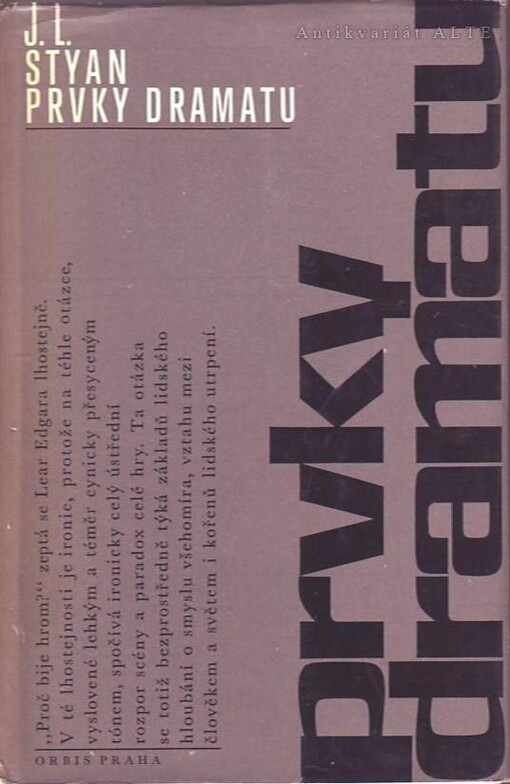 Antikvariát ALTE
J. L.
STYAN
PRVKY DRAMATU
prvky
dramatu
„Proč bije hrom?“ zeptá se Lear Edgara lhostejně.
V té lhostejnosti je ironie, protože na téhle otázce,
vyslovené lehkým a téměr cynicky přesyceným
tónem, spočívá ironicky celý ústřední
rozpor scény a paradox celé hry. Ta otázka
se totiž bezprostředně týká základů lidského
hloubání o smyslu všehomíra, vztahu mezi
člověkem a světem i kořenů lidského utrpení.
ORBIS PRAHA